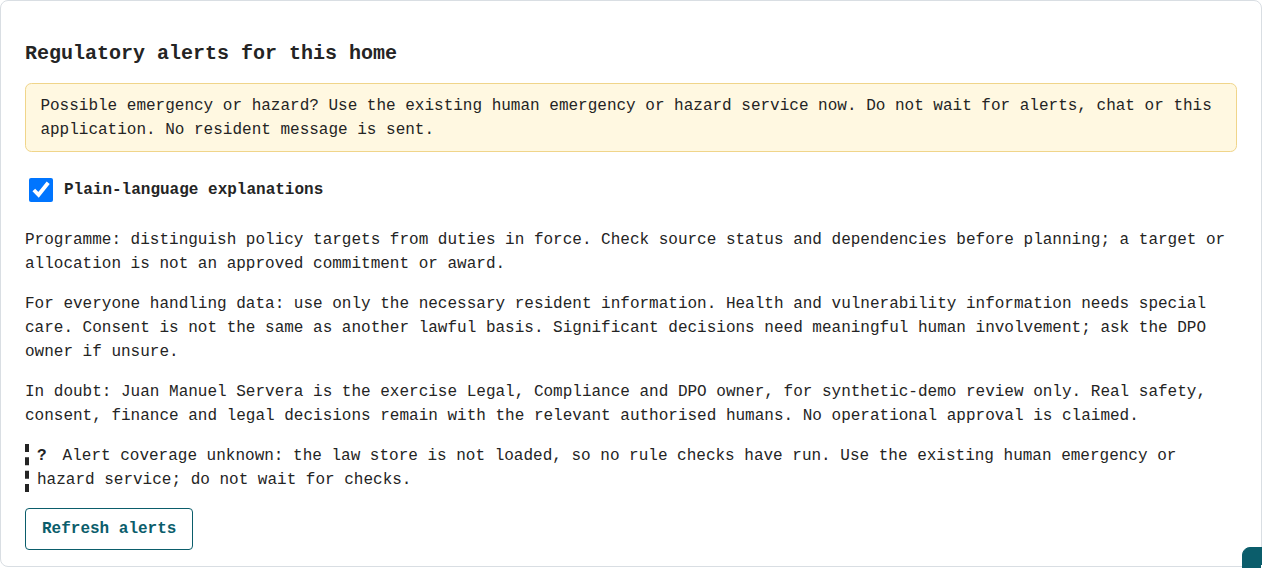 Regulatory alerts for this home
Possible emergency or hazard? Use the existing human emergency or hazard service now. Do not wait for alerts, chat or this
application. No resident message is sent.
Plain-language explanations
Programme: distinguish policy targets from duties in force. Check source status and dependencies before planning; a target or
allocation is not an approved commitment or award.
For everyone handling data: use only the necessary resident information. Health and vulnerability information needs special
care. Consent is not the same as another lawful basis. Significant decisions need meaningful human involvement; ask the DPO
owner if unsure.
In doubt: Juan Manuel Servera is the exercise Legal, Compliance and DPO owner, for synthetic-demo review only. Real safety,
consent, finance and legal decisions remain with the relevant authorised humans. No operational approval is claimed.
? Alert coverage unknown: the law store is not loaded, so no rule checks have run. Use the existing human emergency or
hazard service; do not wait for checks.
Refresh alerts